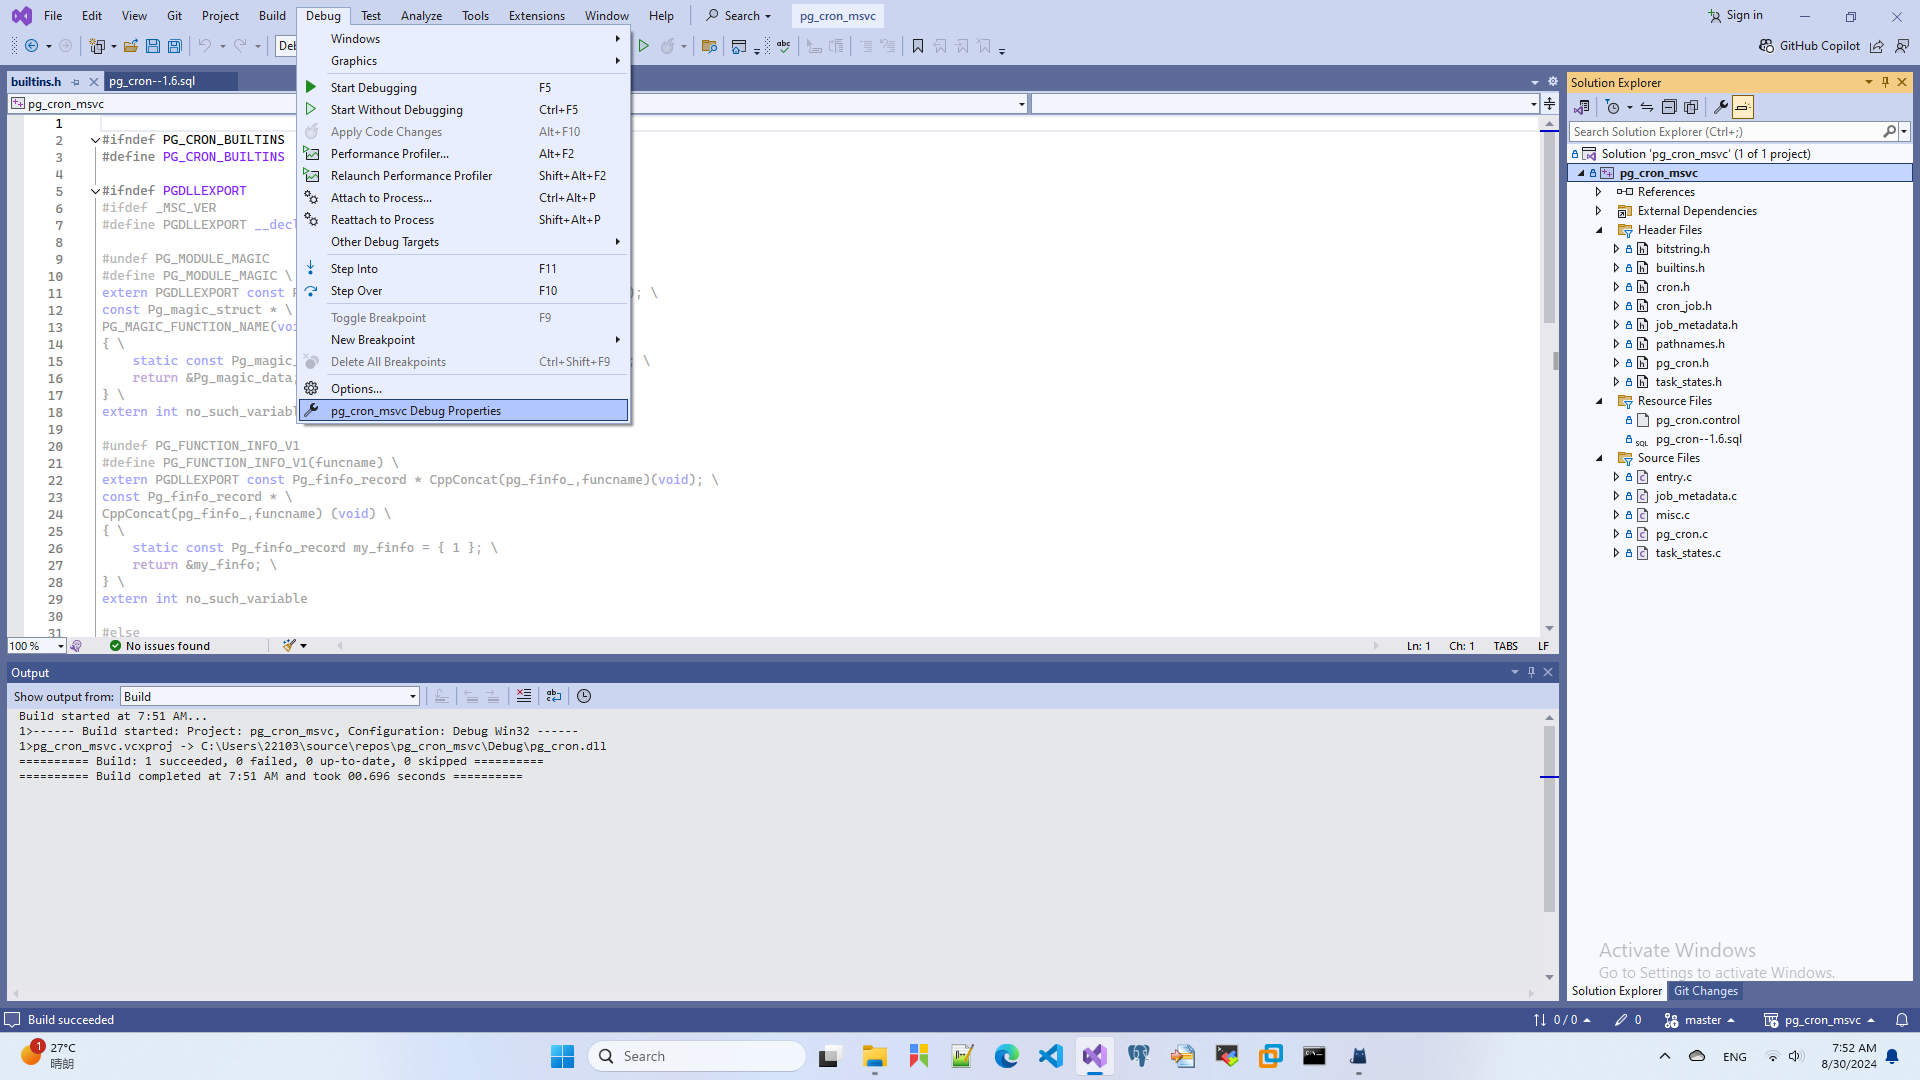 File Edit View Git Project Build Debug Test Analyze Tools Extensions Window Help Search pg_cron_msvc Sign in
GitHub Copilot
builtins.h pg_cron--1.6.sql
pg_cron_msvc
Windows
Graphics
Start Debugging F5
Start Without Debugging Ctrl+F5
Apply Code Changes Alt+F10
Performance Profiler... Alt+F2
Relaunch Performance Profiler Shift+Alt+F2
Attach to Process... Ctrl+Alt+P
Reattach to Process Shift+Alt+P
Other Debug Targets
Step Into F11
Step Over F10
Toggle Breakpoint F9
New Breakpoint
Delete All Breakpoints Ctrl+Shift+F9
Options...
pg_cron_msvc Debug Properties
1
2 #ifndef PG_CRON_BUILTINS
3 #define PG_CRON_BUILTINS
4
5 #ifndef PGDLLEXPORT
6 #ifdef _MSC_VER
7 #define PGDLLEXPORT
8
9 #undef PG_MODULE_MAGIC
10 #define PG_MODULE_MAGIC \
11 extern PGDLLEXPORT const ); \
12 const Pg_magic_struct * \
13 PG_MAGIC_FUNCTION_NAME(
14 { \
15 static const Pg_magic_ ; \
16 return &Pg_magic_data;
17 } \
18 extern int
19
20 #undef PG_FUNCTION_INFO_V1
21 #define PG_FUNCTION_INFO_V1(funcname) \
22 extern PGDLLEXPORT const Pg_finfo_record * CppConcat(pg_finfo_,funcname)(void); \
23 const Pg_finfo_record * \
24 CppConcat(pg_finfo_,funcname) (void) \
25 { \
26 static const Pg_finfo_record my_finfo = { 1 }; \
27 return &my_finfo; \
28 } \
29 extern int no_such_variable
30
31 #else
100 % No issues found Ln: 1 Ch: 1 TABS LF
Output
Show output from: Build
Build started at 7:51 AM...
1>------ Build started: Project: pg_cron_msvc, Configuration: Debug Win32 ------
1>pg_cron_msvc.vcxproj -> C:\Users\22103\source\repos\pg_cron_msvc\Debug\pg_cron.dll
========== Build: 1 succeeded, 0 failed, 0 up-to-date, 0 skipped ==========
========== Build completed at 7:51 AM and took 00.696 seconds ==========
Solution Explorer
Search Solution Explorer (Ctrl+;)
Solution 'pg_cron_msvc' (1 of 1 project)
pg_cron_msvc
References
External Dependencies
Header Files
bitstring.h
builtins.h
cron.h
cron_job.h
job_metadata.h
pathnames.h
pg_cron.h
task_states.h
Resource Files
pg_cron.control
pg_cron--1.6.sql
Source Files
entry.c
job_metadata.c
misc.c
pg_cron.c
task_states.c
Activate Windows
Go to Settings to activate Windows.
Solution Explorer Git Changes
Build succeeded 0 / 0 0 master pg_cron_msvc
1 27°C
晴朗
Search
ENG
7:52 AM
8/30/2024